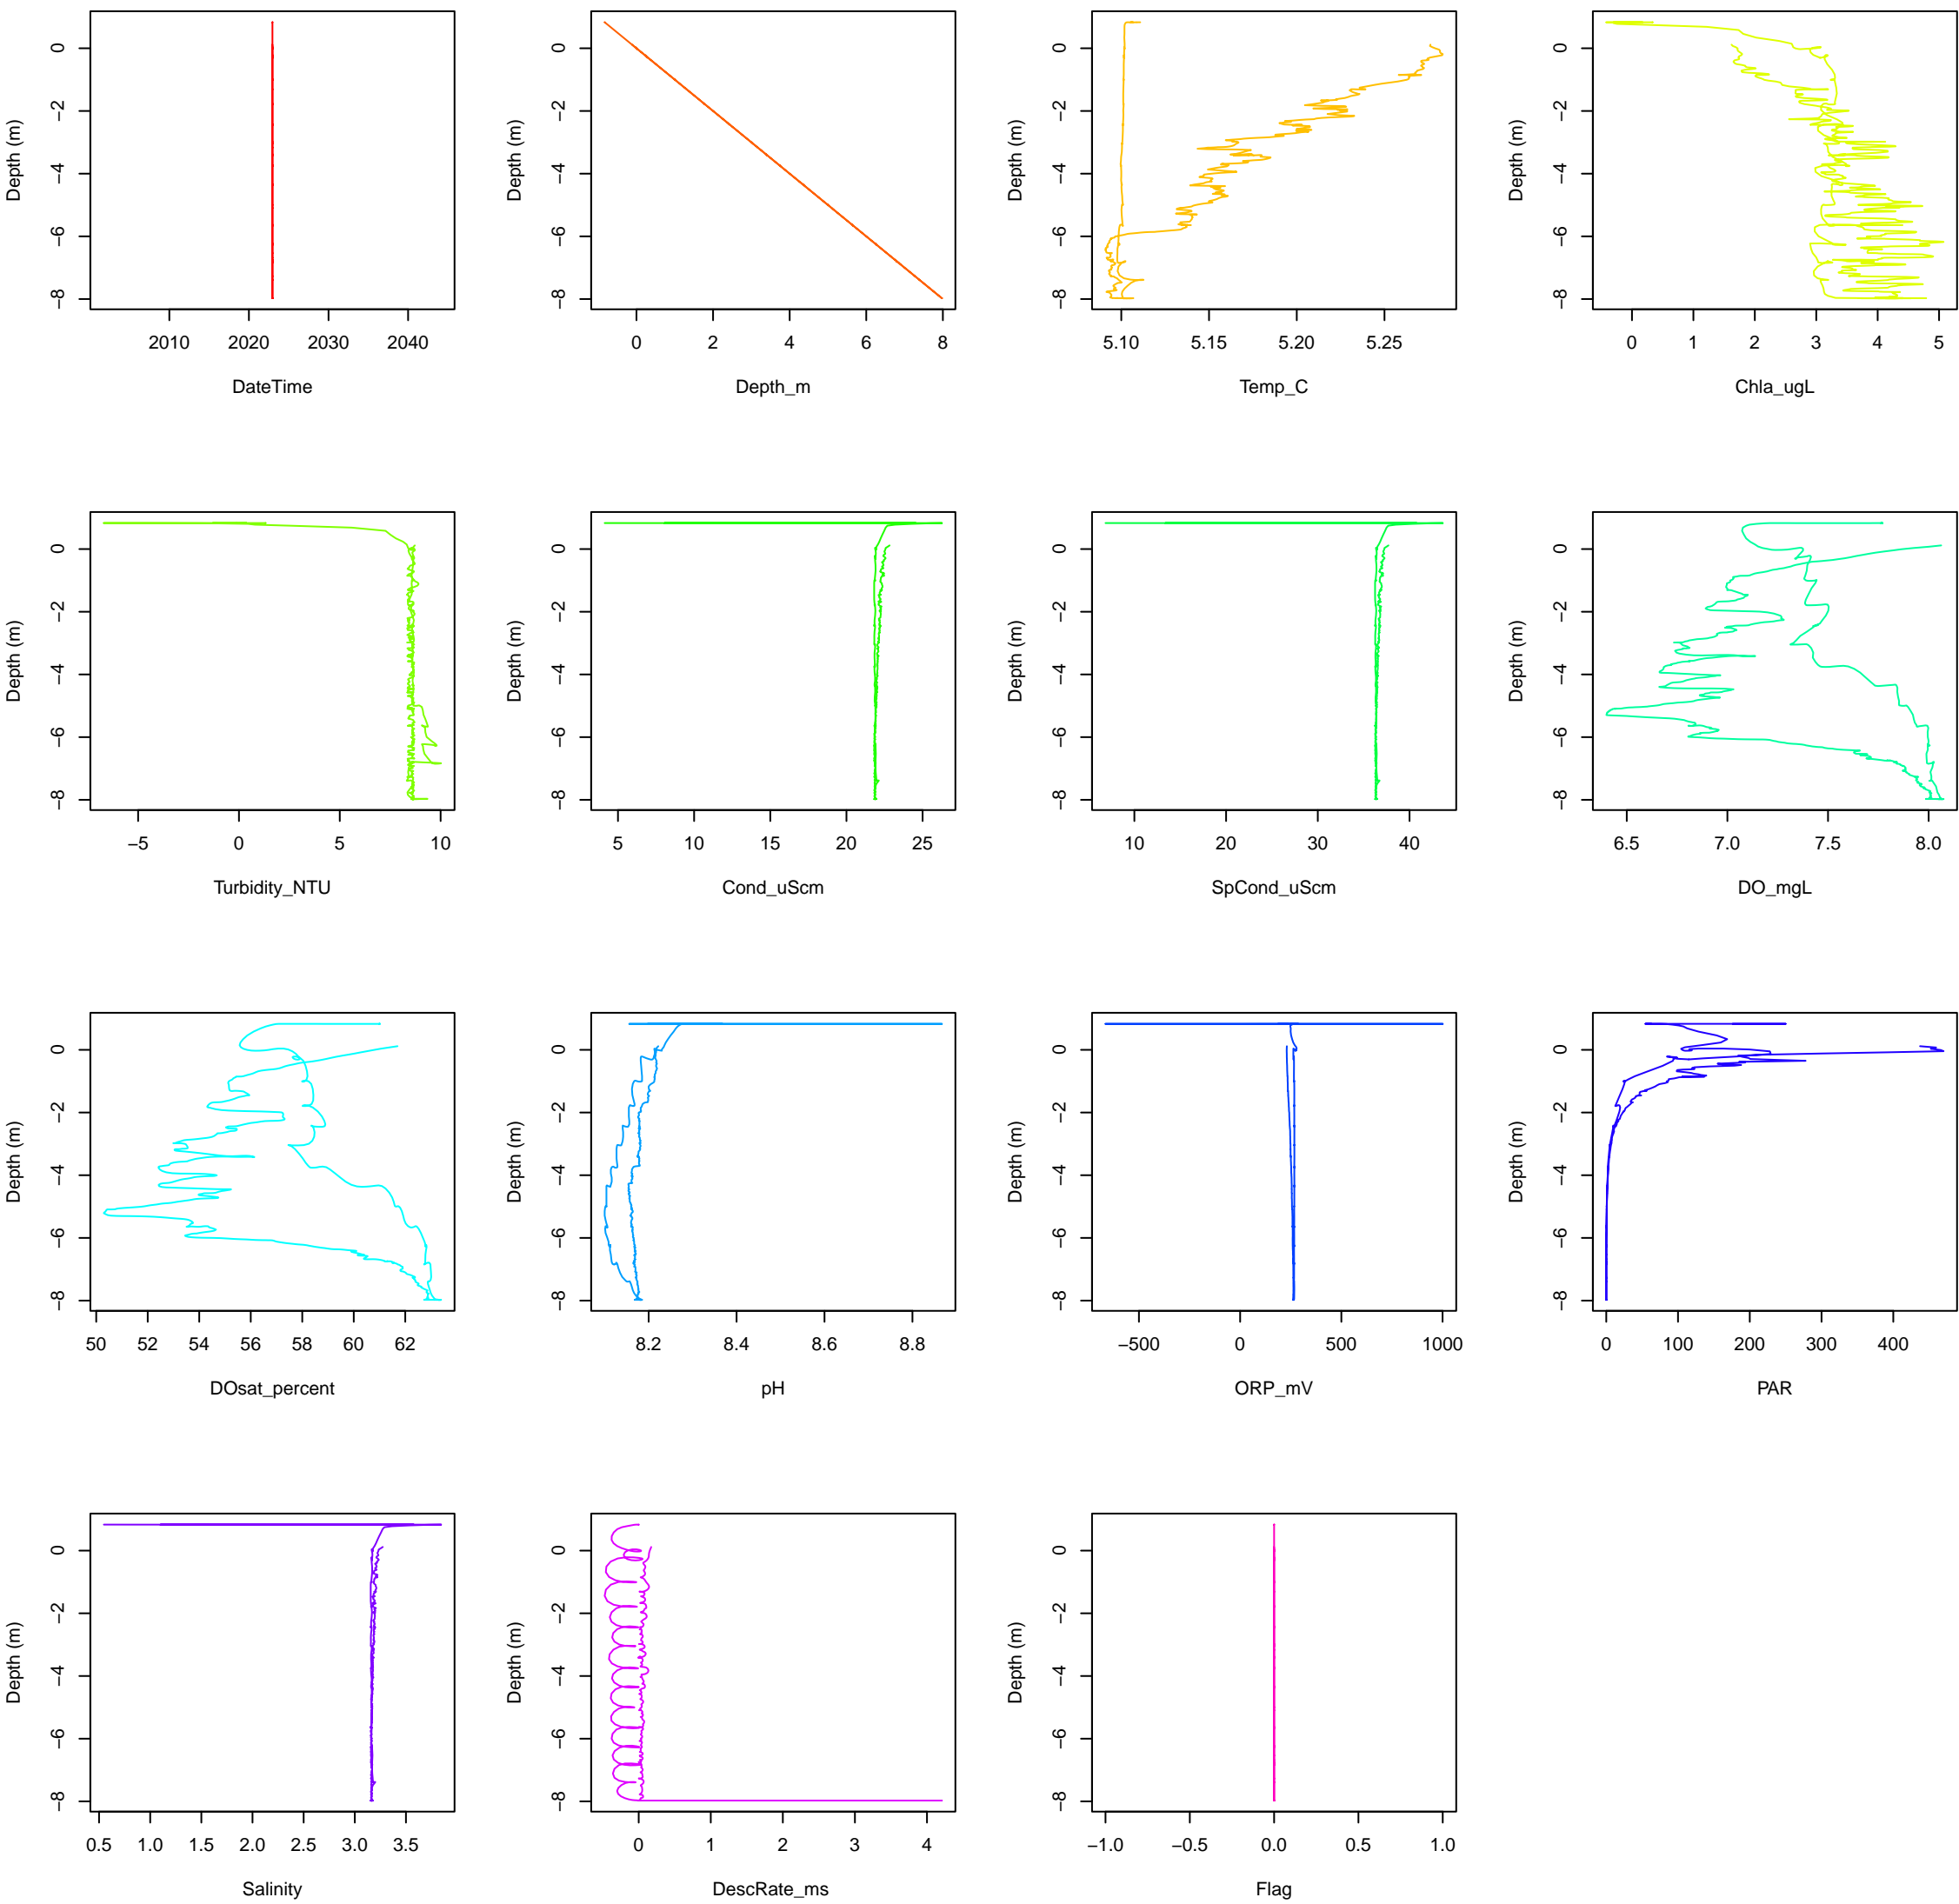 Depth (m)
0
−2
−4
−6
−8
2010 2020 2030 2040
DateTime
Depth (m)
0
−2
−4
−6
−8
0 2 4 6 8
Depth_m
Depth (m)
0
−2
−4
−6
−8
5.10 5.15 5.20 5.25
Temp_C
Depth (m)
0
−2
−4
−6
−8
0 1 2 3 4 5
Chla_ugL
Depth (m)
0
−2
−4
−6
−8
−5 0 5 10
Turbidity_NTU
Depth (m)
0
−2
−4
−6
−8
5 10 15 20 25
Cond_uScm
Depth (m)
0
−2
−4
−6
−8
10 20 30 40
SpCond_uScm
Depth (m)
0
−2
−4
−6
−8
6.5 7.0 7.5 8.0
DO_mgL
Depth (m)
0
−2
−4
−6
−8
50 52 54 56 58 60 62
DOsat_percent
Depth (m)
0
−2
−4
−6
−8
8.2 8.4 8.6 8.8
pH
Depth (m)
0
−2
−4
−6
−8
−500 0 500 1000
ORP_mV
Depth (m)
0
−2
−4
−6
−8
0 100 200 300 400
PAR
Depth (m)
0
−2
−4
−6
−8
0.5 1.0 1.5 2.0 2.5 3.0 3.5
Salinity
Depth (m)
0
−2
−4
−6
−8
0 1 2 3 4
DescRate_ms
Depth (m)
0
−2
−4
−6
−8
−1.0 −0.5 0.0 0.5 1.0
Flag